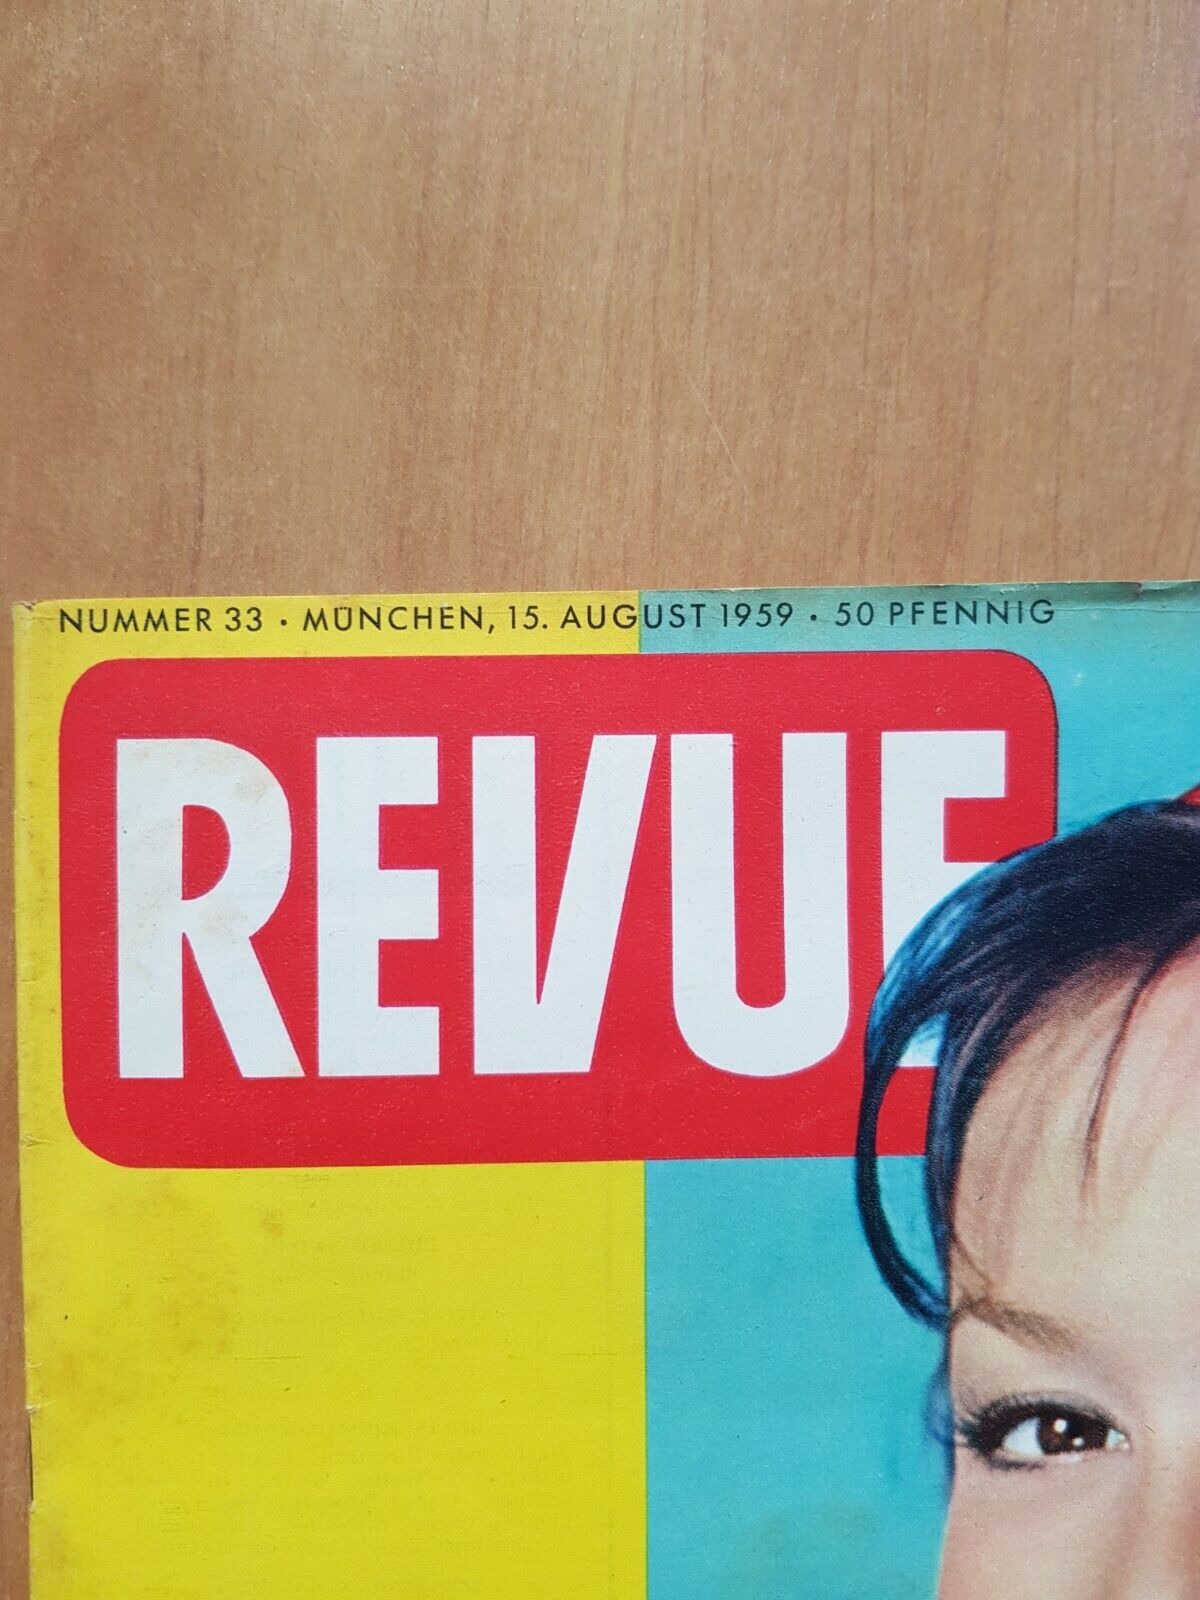 NUMMER 33 · MÜNCHEN, 15. AUGUST 1959 · 50 PFENNIG
REVUE